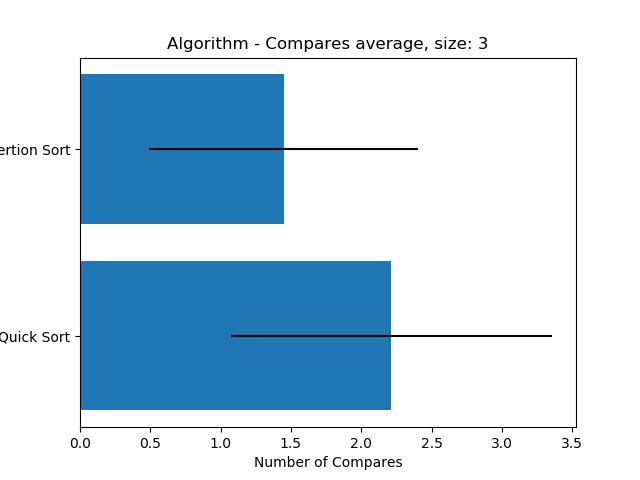 Algorithm - Compares average, size: 3
ertion Sort
Quick Sort
0.0 0.5 1.0 1.5 2.0 2.5 3.0 3.5
Number of Compares